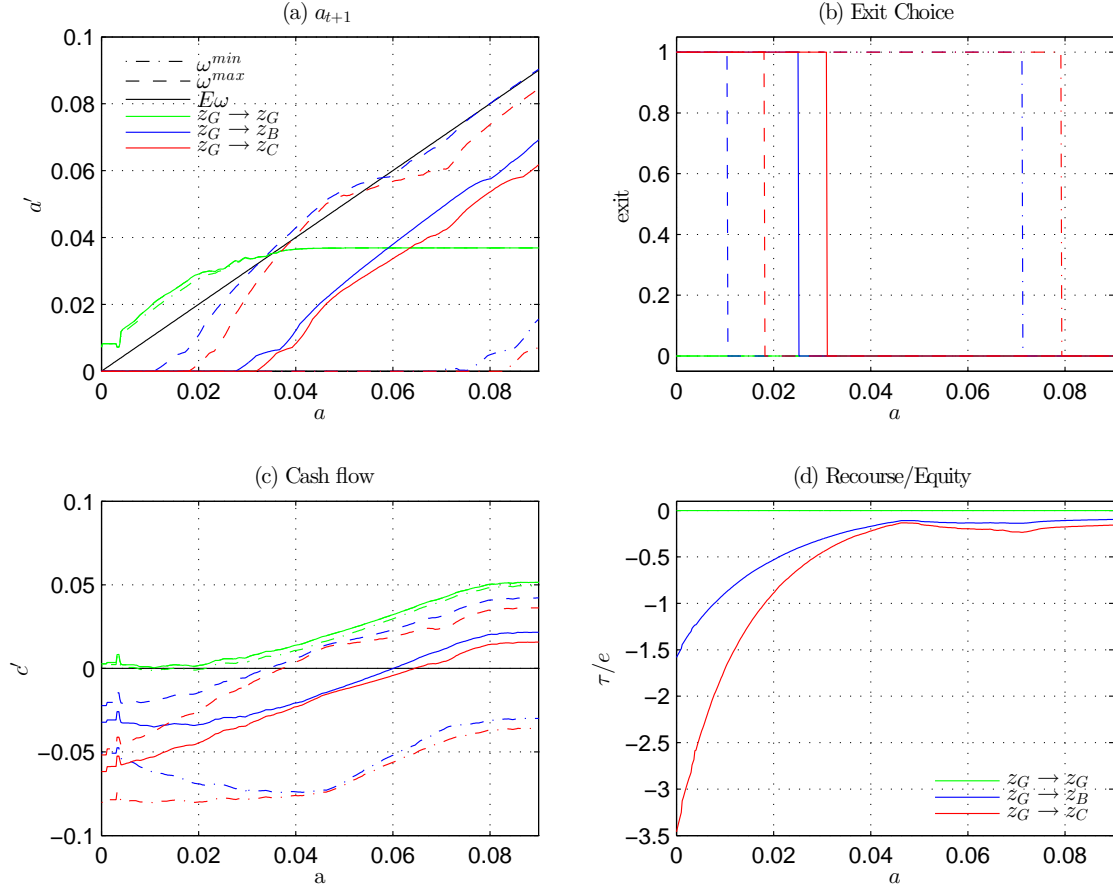 (a) a_{t+1}
0.1
0.08
0.06
0.04
0.02
0
a′
ω^{min}
ω^{max}
Eω
z_G → z_G
z_G → z_B
z_G → z_C
0 0.02 0.04 0.06 0.08
a
(b) Exit Choice
1
0.8
0.6
0.4
0.2
0
exit
0 0.02 0.04 0.06 0.08
a
(c) Cash flow
0.1
0.05
0
−0.05
−0.1
c′
0 0.02 0.04 0.06 0.08
a
(d) Recourse/Equity
0
−0.5
−1
−1.5
−2
−2.5
−3
−3.5
τ/e
z_G → z_G
z_G → z_B
z_G → z_C
0 0.02 0.04 0.06 0.08
a